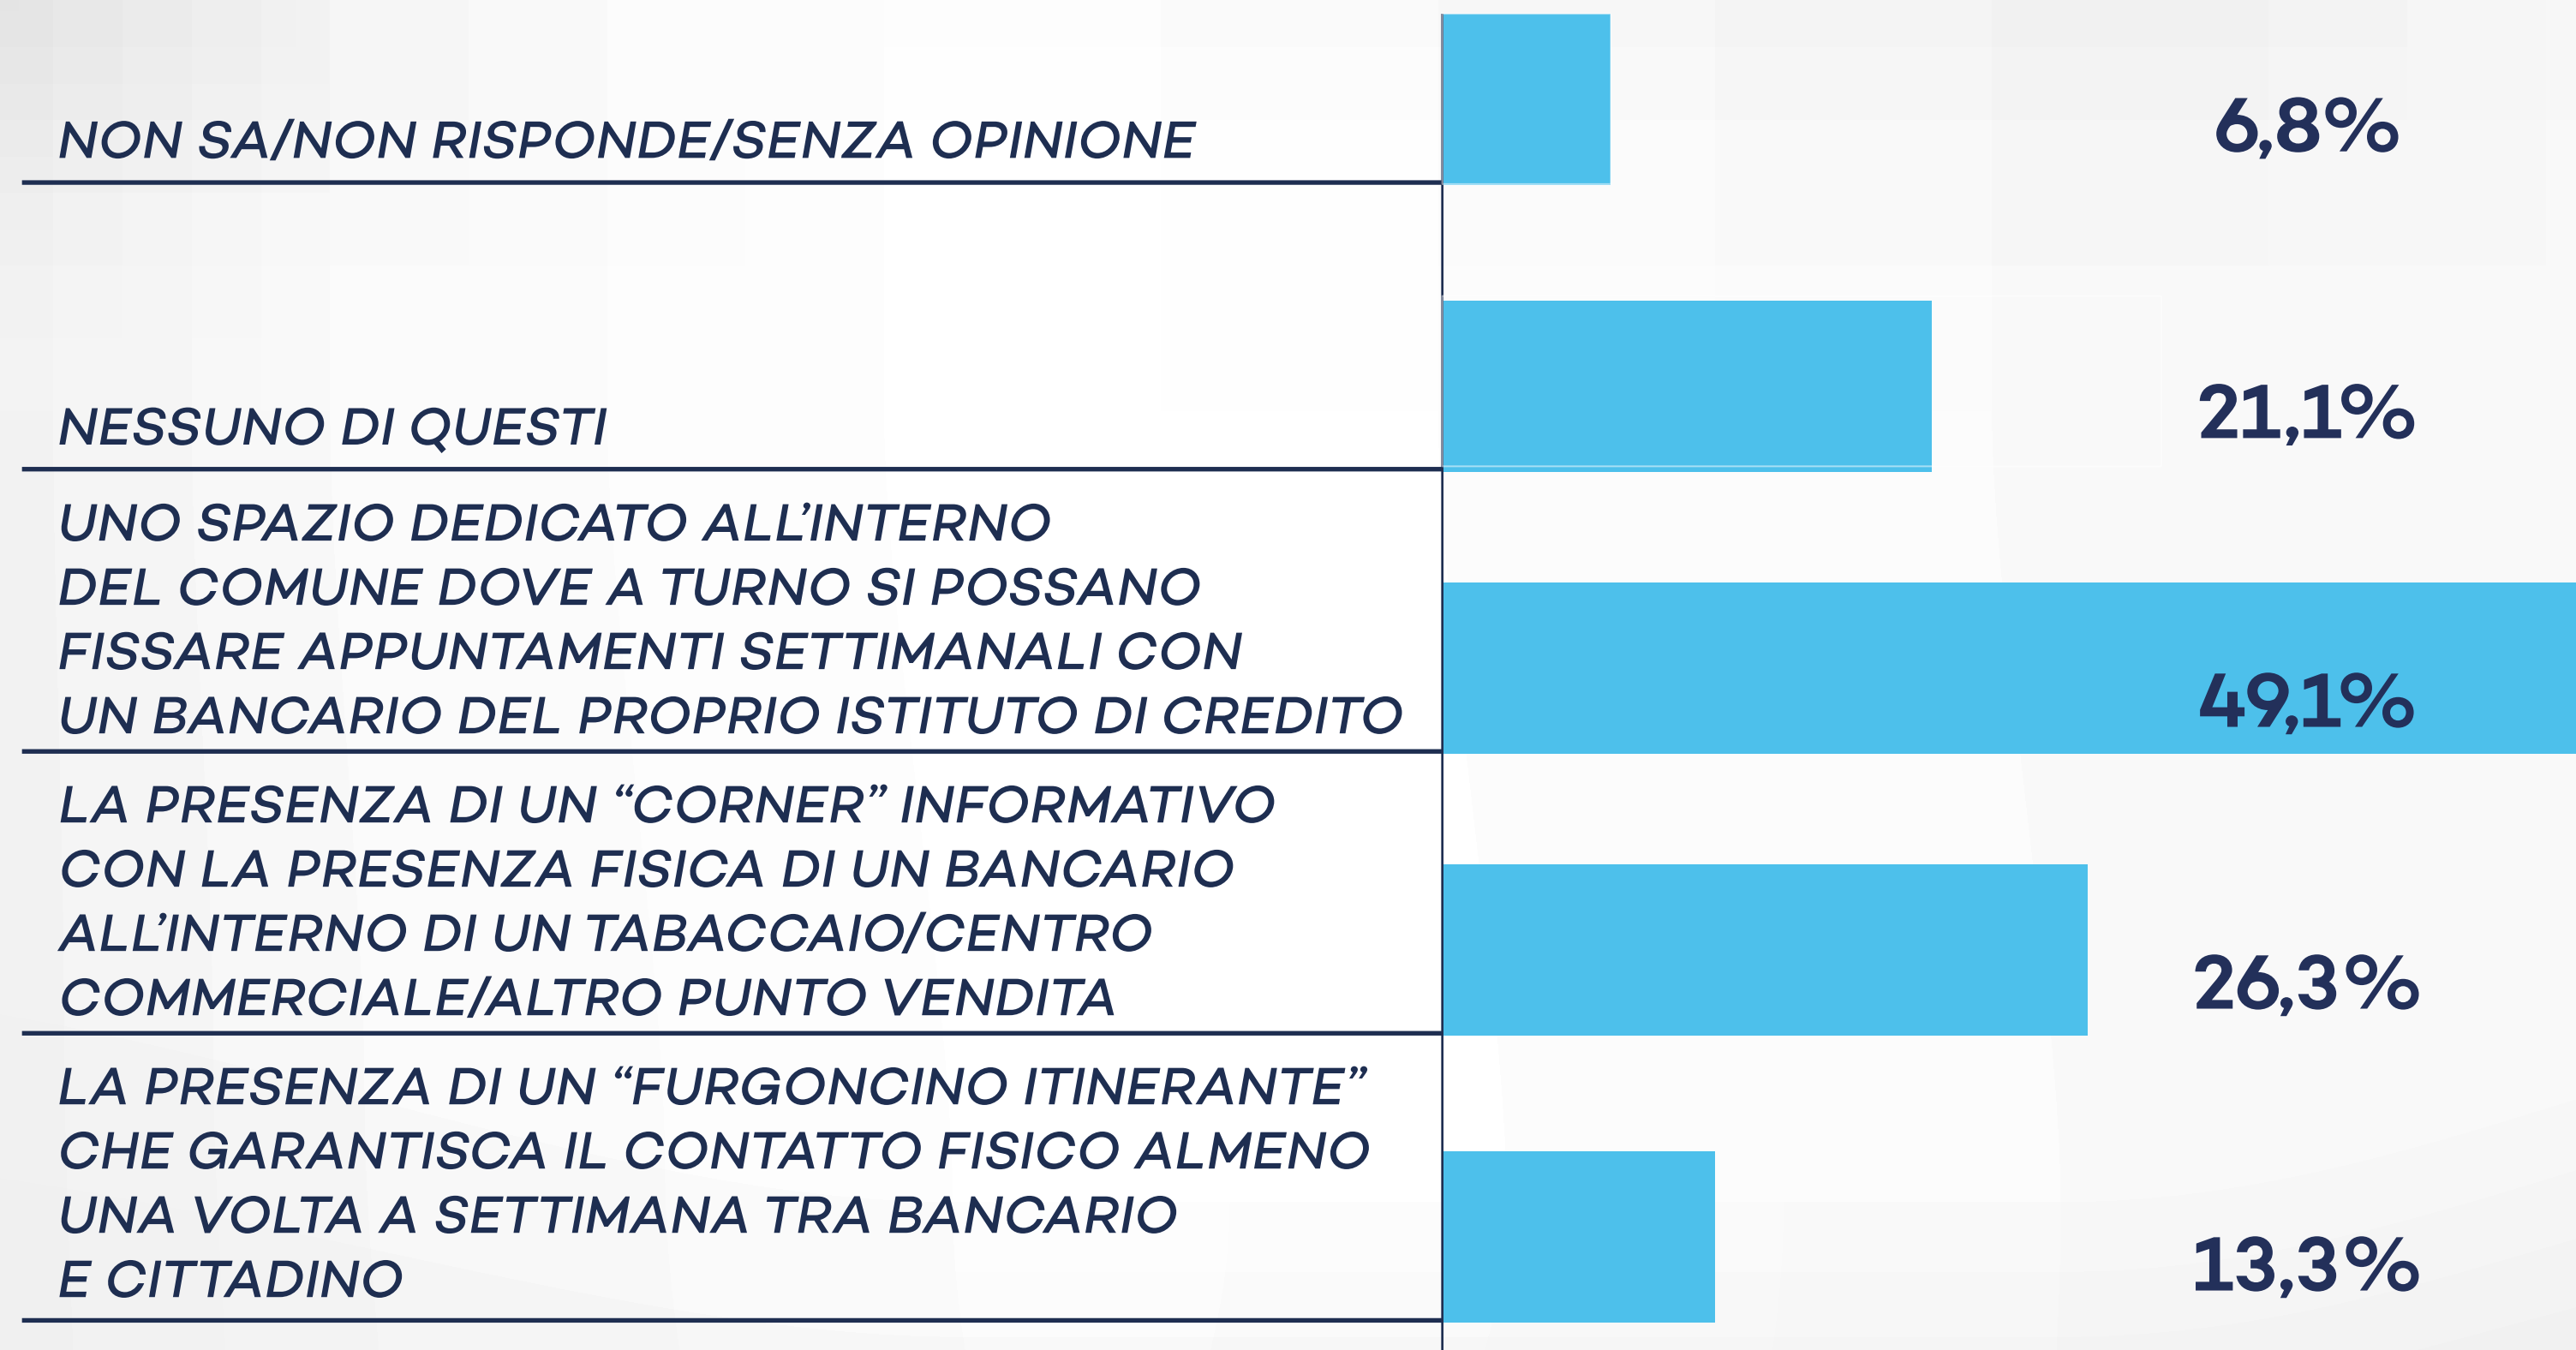 NON SA/NON RISPONDE/SENZA OPINIONE
6,8%
NESSUNO DI QUESTI
21,1%
UNO SPAZIO DEDICATO ALL’INTERNO
DEL COMUNE DOVE A TURNO SI POSSANO
FISSARE APPUNTAMENTI SETTIMANALI CON
UN BANCARIO DEL PROPRIO ISTITUTO DI CREDITO
49,1%
LA PRESENZA DI UN “CORNER” INFORMATIVO
CON LA PRESENZA FISICA DI UN BANCARIO
ALL’INTERNO DI UN TABACCAIO/CENTRO
COMMERCIALE/ALTRO PUNTO VENDITA
26,3%
LA PRESENZA DI UN “FURGONCINO ITINERANTE”
CHE GARANTISCA IL CONTATTO FISICO ALMENO
UNA VOLTA A SETTIMANA TRA BANCARIO
E CITTADINO
13,3%